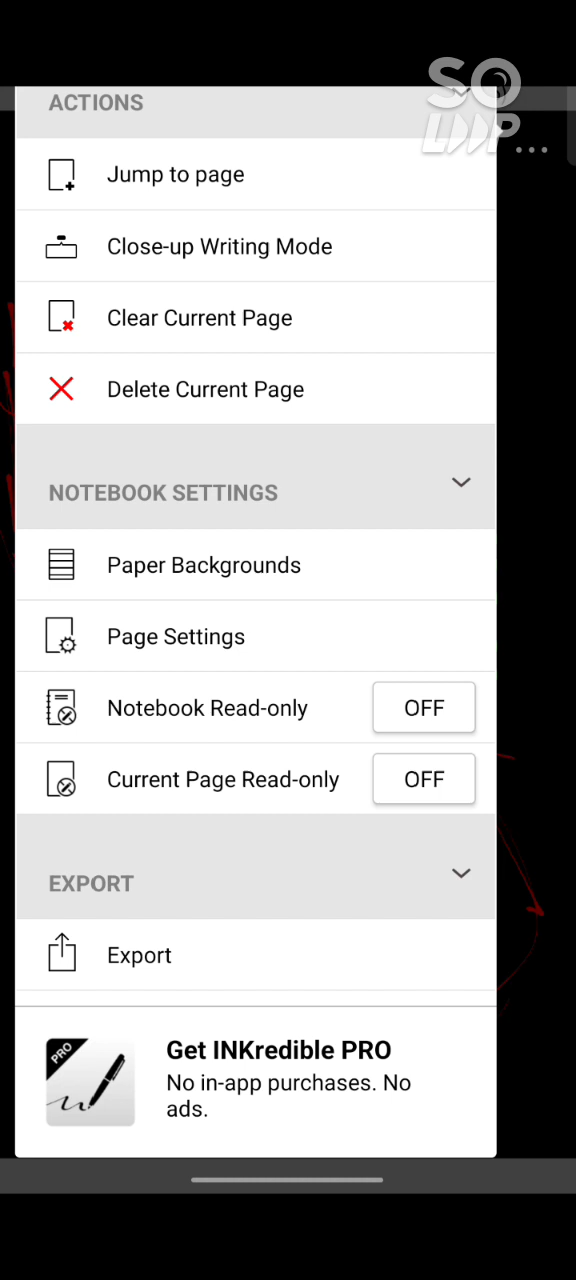 SO
LOOP...
ACTIONS
Jump to page
Close-up Writing Mode
Clear Current Page
Delete Current Page
NOTEBOOK SETTINGS
Paper Backgrounds
Page Settings
Notebook Read-only OFF
Current Page Read-only OFF
EXPORT
Export
PRO
Get INKredible PRO
No in-app purchases. No
ads.